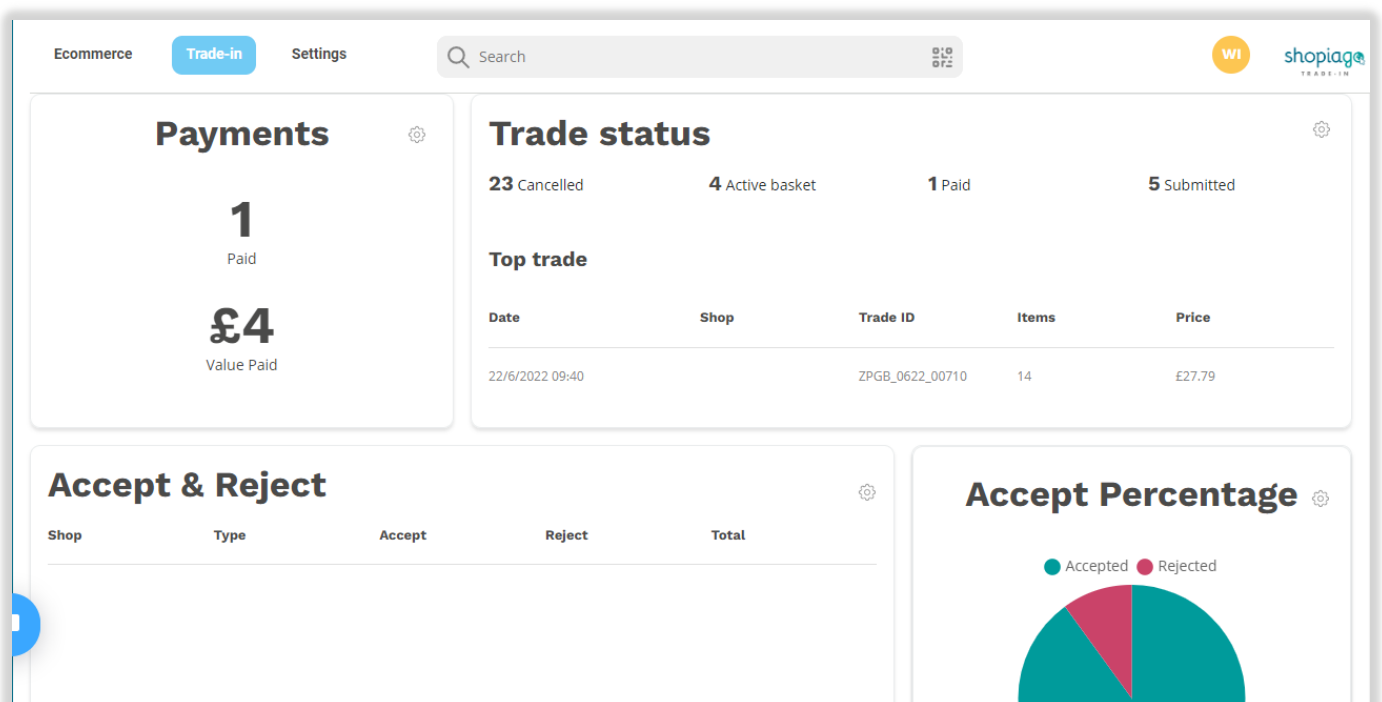 Ecommerce Trade-in Settings Search WI shopiago
TRADE-IN
Payments
1
Paid
£4
Value Paid
Trade status
23 Cancelled 4 Active basket 1 Paid 5 Submitted
Top trade
Date Shop Trade ID Items Price
22/6/2022 09:40 ZPGB_0622_00710 14 £27.79
Accept & Reject
Shop Type Accept Reject Total
Accept Percentage
Accepted Rejected